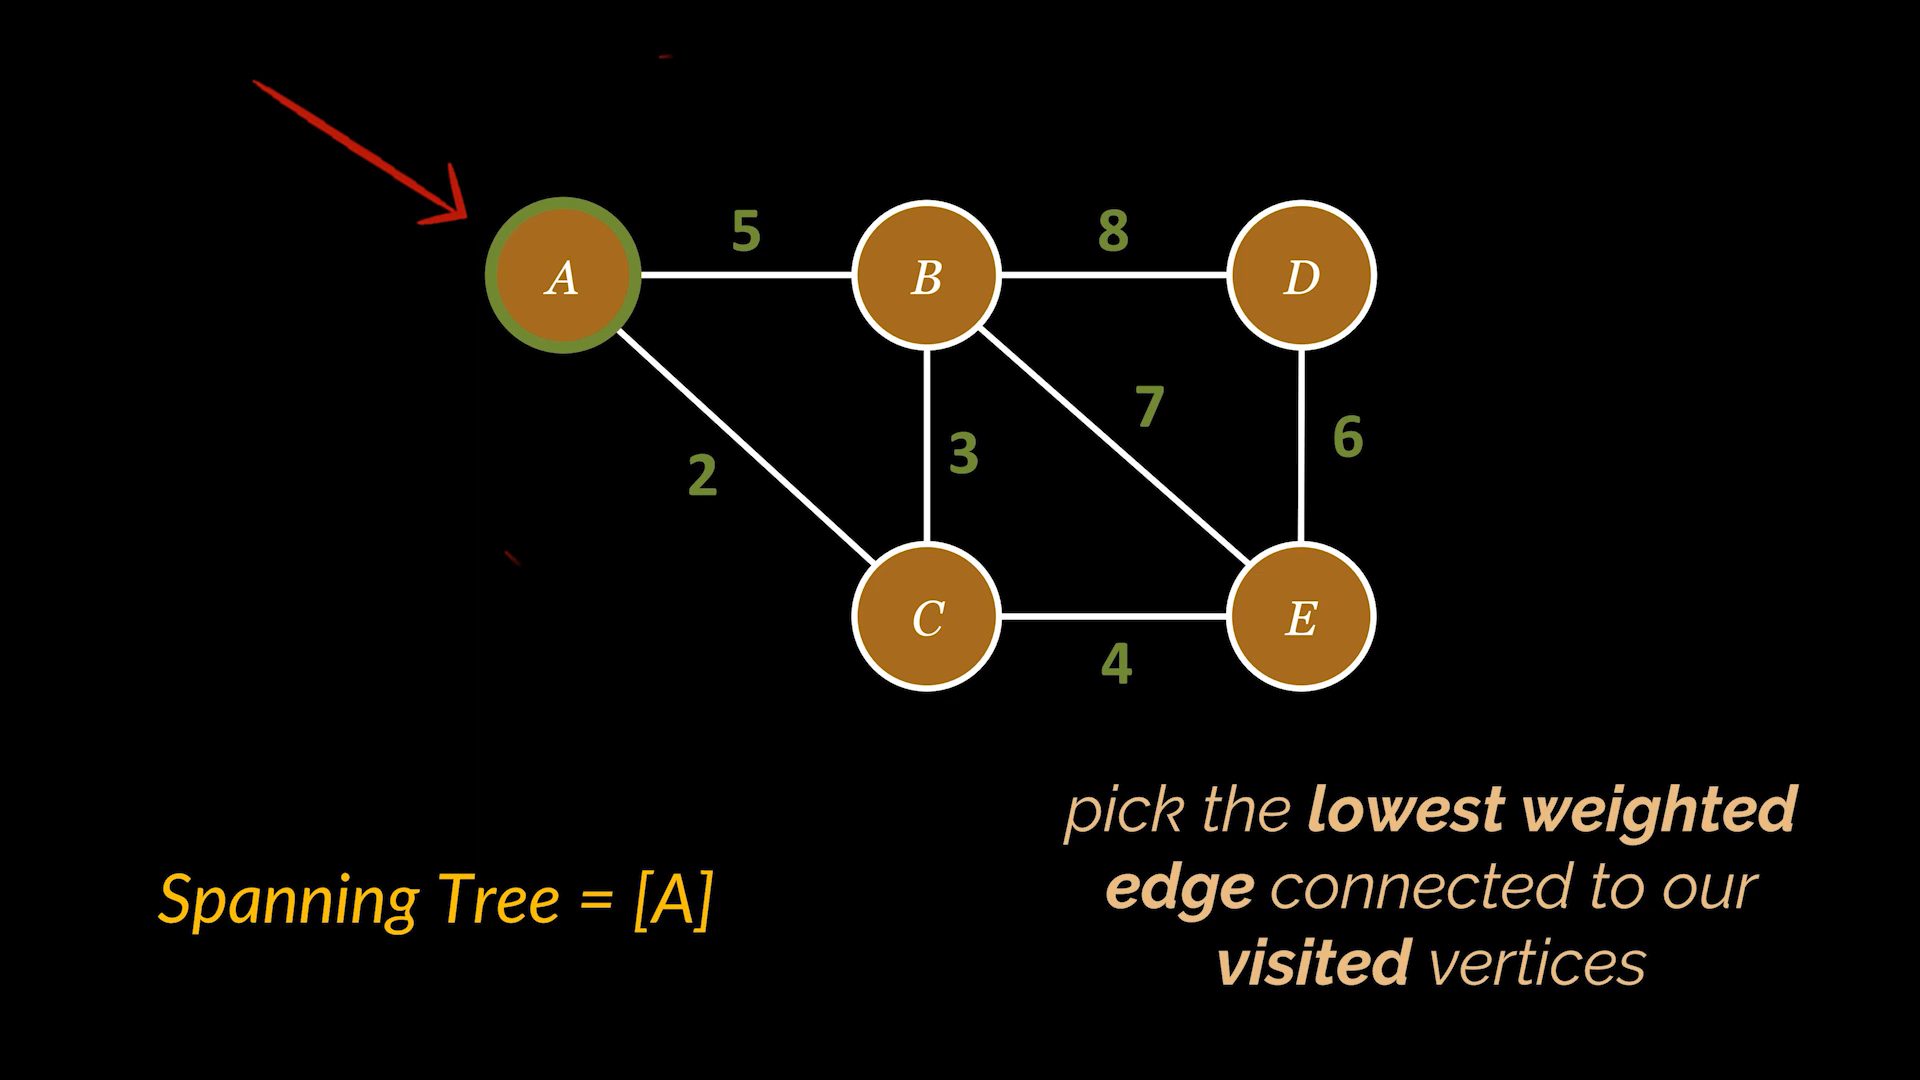 5
8
A
B
D
7
6
3
2
C
E
4
pick the lowest weighted
edge connected to our
visited vertices
Spanning Tree = [A]